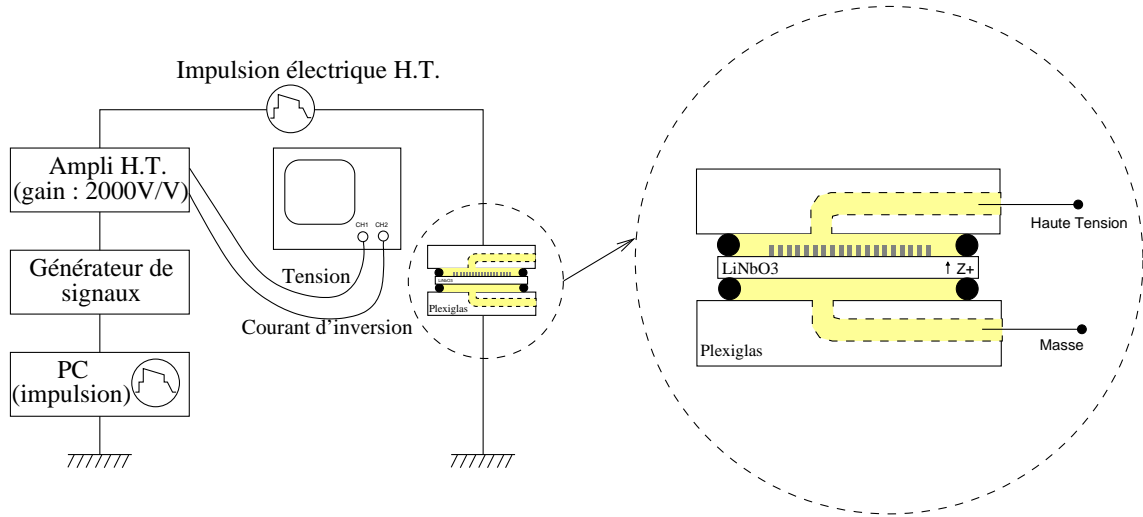 Impulsion électrique H.T.
Ampli H.T.
(gain : 2000V/V)
CH1 CH2
Générateur de
signaux
Tension
Courant d'inversion
PC
(impulsion)
LiNbO3
Plexiglas
Haute Tension
LiNbO3
Z+
Plexiglas
Masse